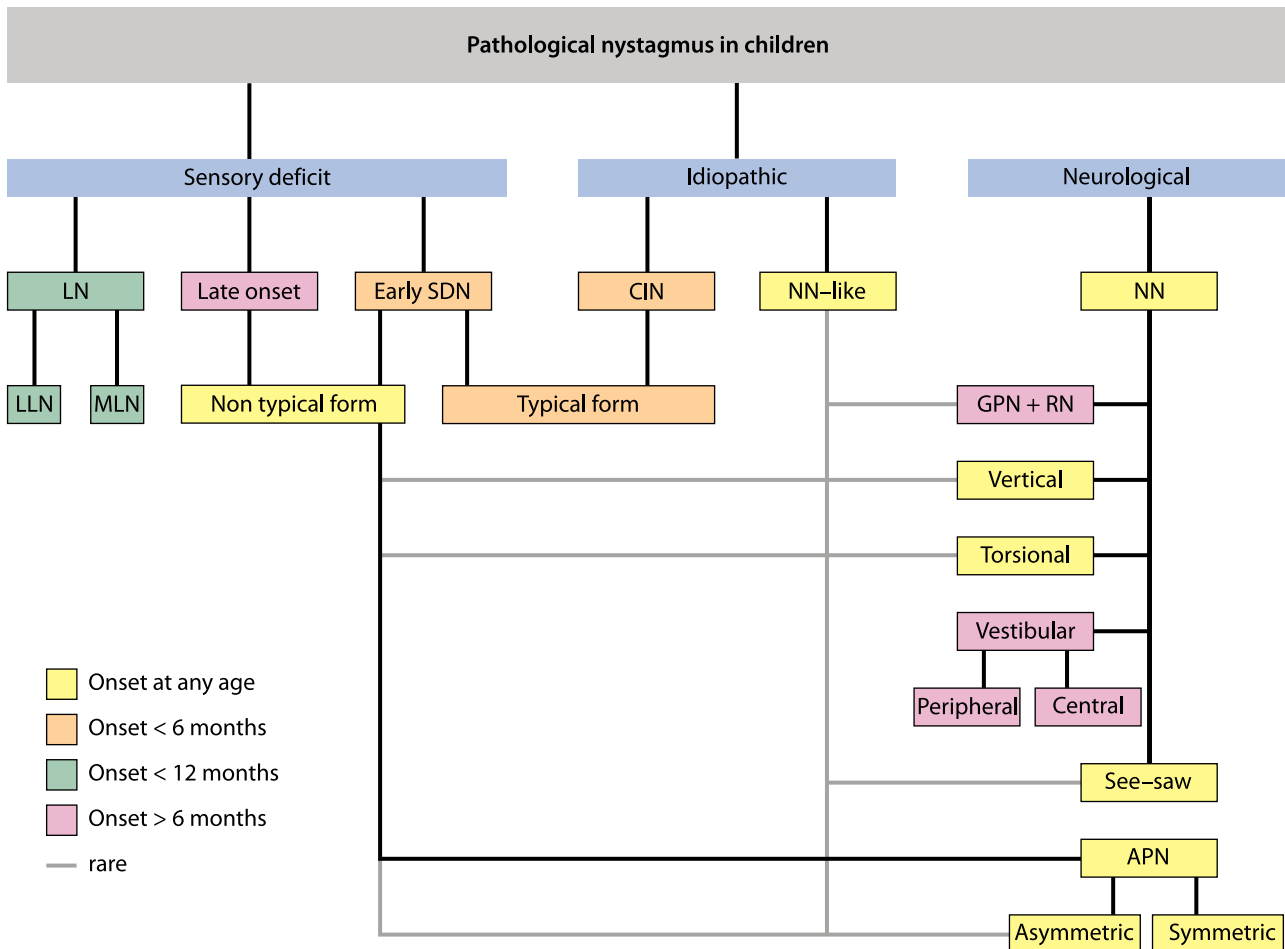 Pathological nystagmus in children
Sensory deficit
Idiopathic
Neurological
LN
Late onset
Early SDN
CIN
NN–like
NN
LLN
MLN
Non typical form
Typical form
GPN + RN
Vertical
Torsional
Vestibular
Peripheral
Central
See–saw
APN
Asymmetric
Symmetric
Onset at any age
Onset < 6 months
Onset < 12 months
Onset > 6 months
rare